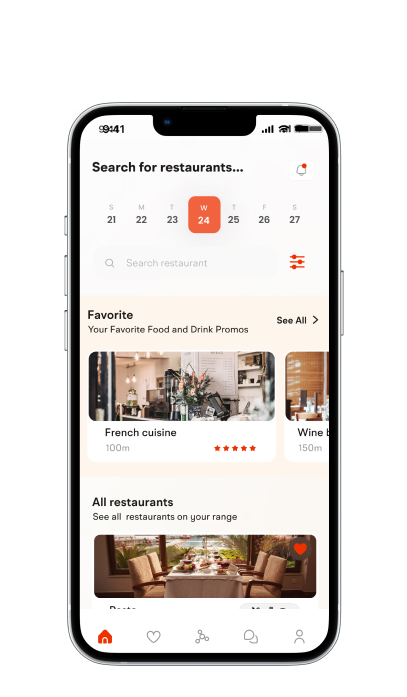 9:41
Search for restaurants...
S M T W T F S
21 22 23 24 25 26 27
Search restaurant
Favorite
See All
Your Favorite Food and Drink Promos
French cuisine
Wine
100m
150m
All restaurants
See all restaurants on your range